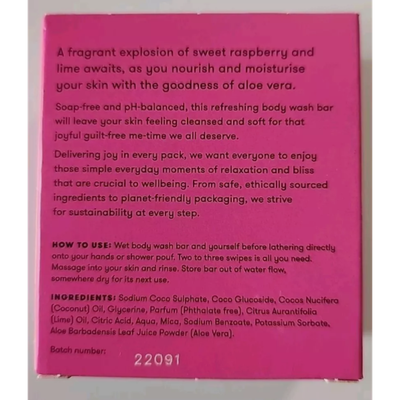 A fragrant explosion of sweet raspberry and
lime awaits, as you nourish and moisturise
your skin with the goodness of aloe vera.
Soap-free and pH-balanced, this refreshing body wash bar
will leave your skin feeling cleansed and soft for that
joyful guilt-free me-time we all deserve.
Delivering joy in every pack, we want everyone to enjoy
those simple everyday moments of relaxation and bliss
that are crucial to wellbeing. From safe, ethically sourced
ingredients to planet-friendly packaging, we strive
for sustainability at every step.
HOW TO USE: Wet body wash bar and yourself before lathering directly
onto your hands or shower pouf. Two to three swipes is all you need.
Massage into your skin and rinse. Store bar out of water flow,
somewhere dry for its next use.
INGREDIENTS: Sodium Coco Sulphate, Coco Glucoside, Cocos Nucifera
(Coconut) Oil, Glycerine, Parfum (Phthalate free), Citrus Aurantifolia
(Lime) Oil, Citric Acid, Aqua, Mica, Sodium Benzoate, Potassium Sorbate,
Aloe Barbadensis Leaf Juice Powder (Aloe Vera).
Batch number:
22091